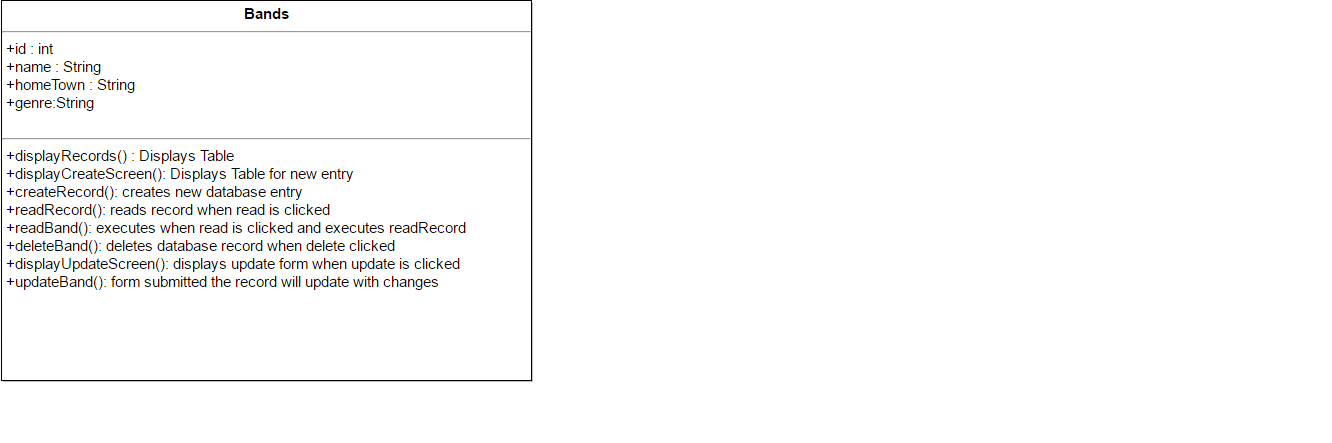 Bands
+id : int
+name : String
+homeTown : String
+genre:String
+displayRecords() : Displays Table
+displayCreateScreen(): Displays Table for new entry
+createRecord(): creates new database entry
+readRecord(): reads record when read is clicked
+readBand(): executes when read is clicked and executes readRecord
+deleteBand(): deletes database record when delete clicked
+displayUpdateScreen(): displays update form when update is clicked
+updateBand(): form submitted the record will update with changes